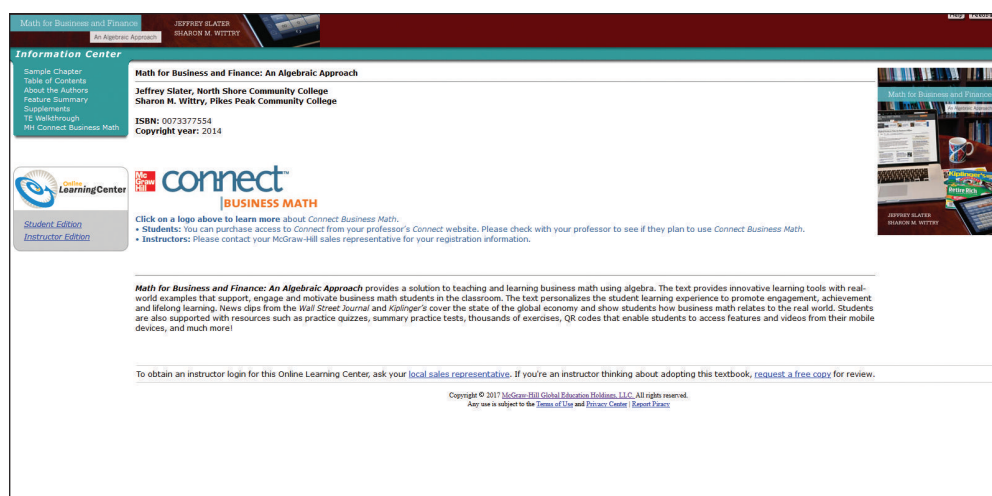 Math for Business and Finance
An Algebraic Approach
JEFFREY SLATER
SHARON M. WITTRY
Information Center
Sample Chapter
Table of Contents
About the Authors
Feature Summary
Supplements
TE Walkthrough
MH Connect Business Math
Online
LearningCenter
Student Edition
Instructor Edition
Math for Business and Finance: An Algebraic Approach
Jeffrey Slater, North Shore Community College
Sharon M. Wittry, Pikes Peak Community College
ISBN: 0073377554
Copyright year: 2014
Mc
Graw
Hill
connect™
BUSINESS MATH
Click on a logo above to learn more about Connect Business Math.
• Students: You can purchase access to Connect from your professor's Connect website. Please check with your professor to see if they plan to use Connect Business Math.
• Instructors: Please contact your McGraw-Hill sales representative for your registration information.
Math for Business and Finance
An Algebraic Approach
Kiplinger's
Retire Rich
JEFFREY SLATER
SHARON M. WITTRY
Math for Business and Finance: An Algebraic Approach provides a solution to teaching and learning business math using algebra. The text provides innovative learning tools with real-
world examples that support, engage and motivate business math students in the classroom. The text personalizes the student learning experience to promote engagement, achievement
and lifelong learning. News clips from the Wall Street Journal and Kiplinger's cover the state of the global economy and show students how business math relates to the real world. Students
are also supported with resources such as practice quizzes, summary practice tests, thousands of exercises, QR codes that enable students to access features and videos from their mobile
devices, and much more!
To obtain an instructor login for this Online Learning Center, ask your local sales representative. If you're an instructor thinking about adopting this textbook, request a free copy for review.
Copyright © 2017 McGraw-Hill Global Education Holdings, LLC. All rights reserved.
Any use is subject to the Terms of Use and Privacy Center | Report Piracy